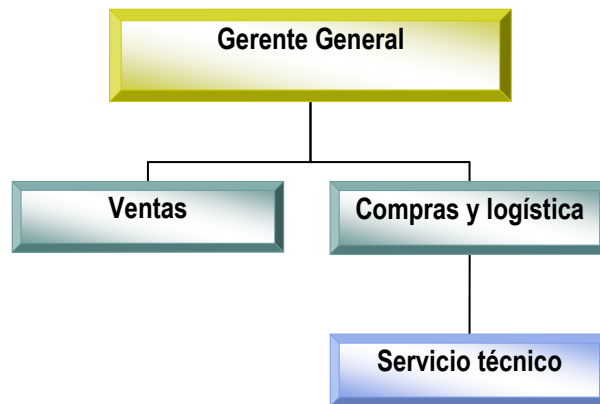 Gerente General
Ventas
Compras y logística
Servicio técnico